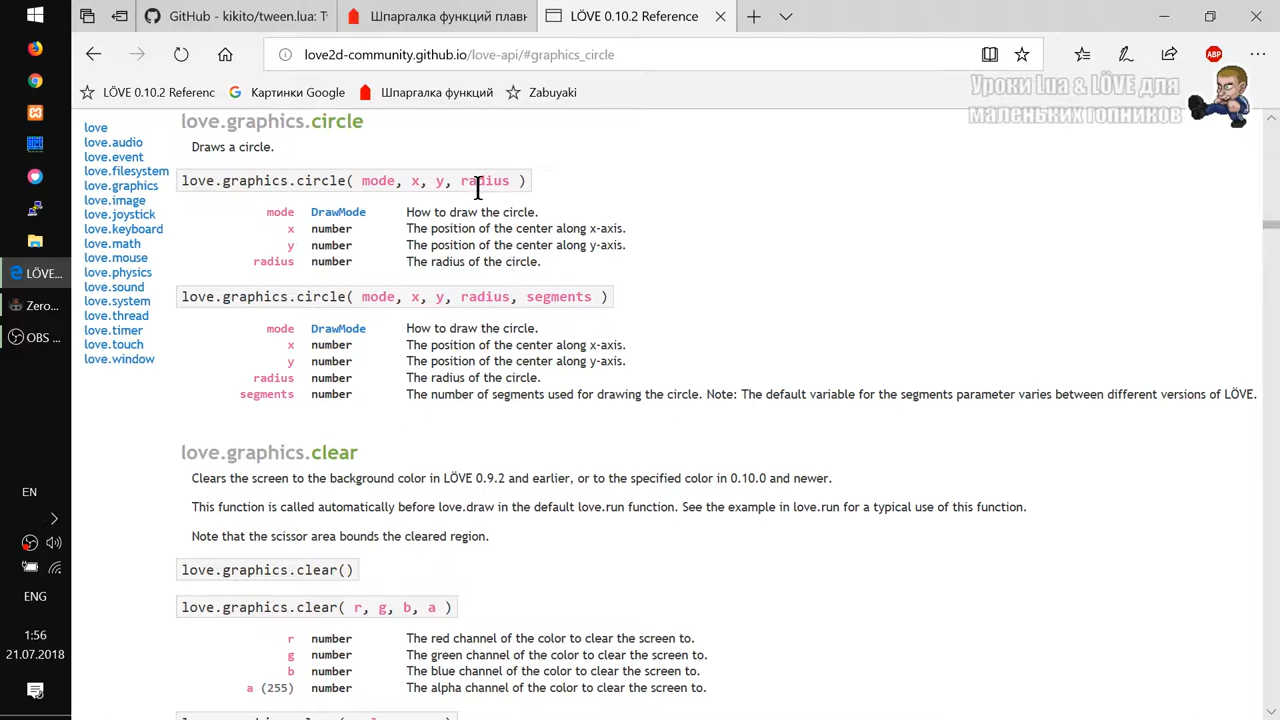 GitHub - kikito/tween.lua: Tw
Шпаргалка функций плавн
LÖVE 0.10.2 Reference
love2d-community.github.io/love-api/#graphics_circle
ABP
LÖVE 0.10.2 Referenc
Картинки Google
Шпаргалка функций
Zabuyaki
Уроки Lua & LÖVE для
маленьких гопников
love
love.audio
love.event
love.filesystem
love.graphics
love.image
love.joystick
love.keyboard
love.math
love.mouse
love.physics
love.sound
love.system
love.thread
love.timer
love.touch
love.window
love.graphics.circle
Draws a circle.
love.graphics.circle( mode, x, y, radius )
mode DrawMode How to draw the circle.
x number The position of the center along x-axis.
y number The position of the center along y-axis.
radius number The radius of the circle.
love.graphics.circle( mode, x, y, radius, segments )
mode DrawMode How to draw the circle.
x number The position of the center along x-axis.
y number The position of the center along y-axis.
radius number The radius of the circle.
segments number The number of segments used for drawing the circle. Note: The default variable for the segments parameter varies between different versions of LÖVE.
love.graphics.clear
Clears the screen to the background color in LÖVE 0.9.2 and earlier, or to the specified color in 0.10.0 and newer.
This function is called automatically before love.draw in the default love.run function. See the example in love.run for a typical use of this function.
Note that the scissor area bounds the cleared region.
love.graphics.clear()
love.graphics.clear( r, g, b, a )
r number The red channel of the color to clear the screen to.
g number The green channel of the color to clear the screen to.
b number The blue channel of the color to clear the screen to.
a (255) number The alpha channel of the color to clear the screen to.
LÖVE...
Zero...
OBS ...
EN
ENG
1:56
21.07.2018